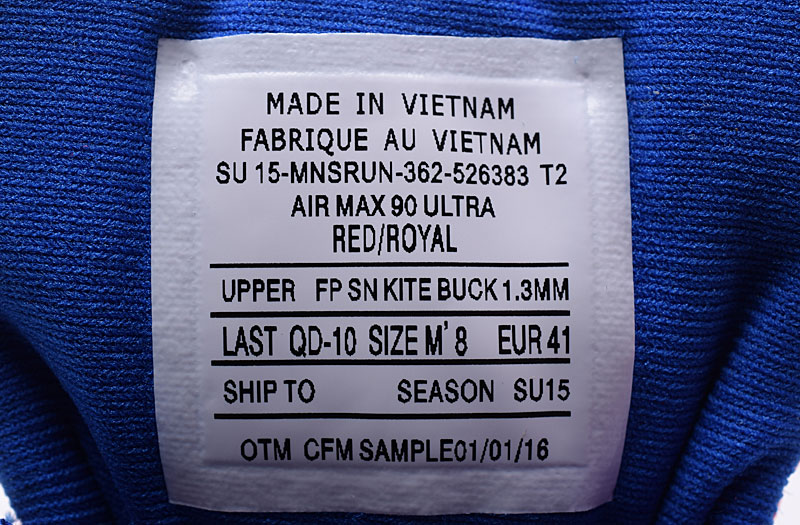 MADE IN VIETNAM
FABRIQUE AU VIETNAM
SU 15-MNSRUN-362-526383 T2
AIR MAX 90 ULTRA
RED/ROYAL
UPPER FP SN KITE BUCK 1.3MM
LAST QD-10 SIZE M' 8 EUR 41
SHIP TO SEASON SU15
OTM CFM SAMPLE01/01/16